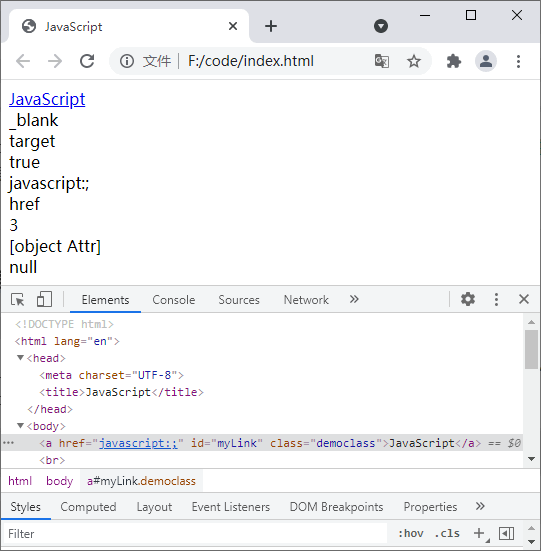 JavaScript
文件 F:/code/index.html
JavaScript
_blank
target
true
javascript:;
href
3
[object Attr]
null
Elements Console Sources Network »
<!DOCTYPE html>
<html lang="en">
<head>
<meta charset="UTF-8">
<title>JavaScript</title>
</head>
<body>
<a href="javascript:;" id="myLink" class="democlass">JavaScript</a> == $0
<br>
html body a#myLink.democlass
Styles Computed Layout Event Listeners DOM Breakpoints Properties »
Filter :hov .cls